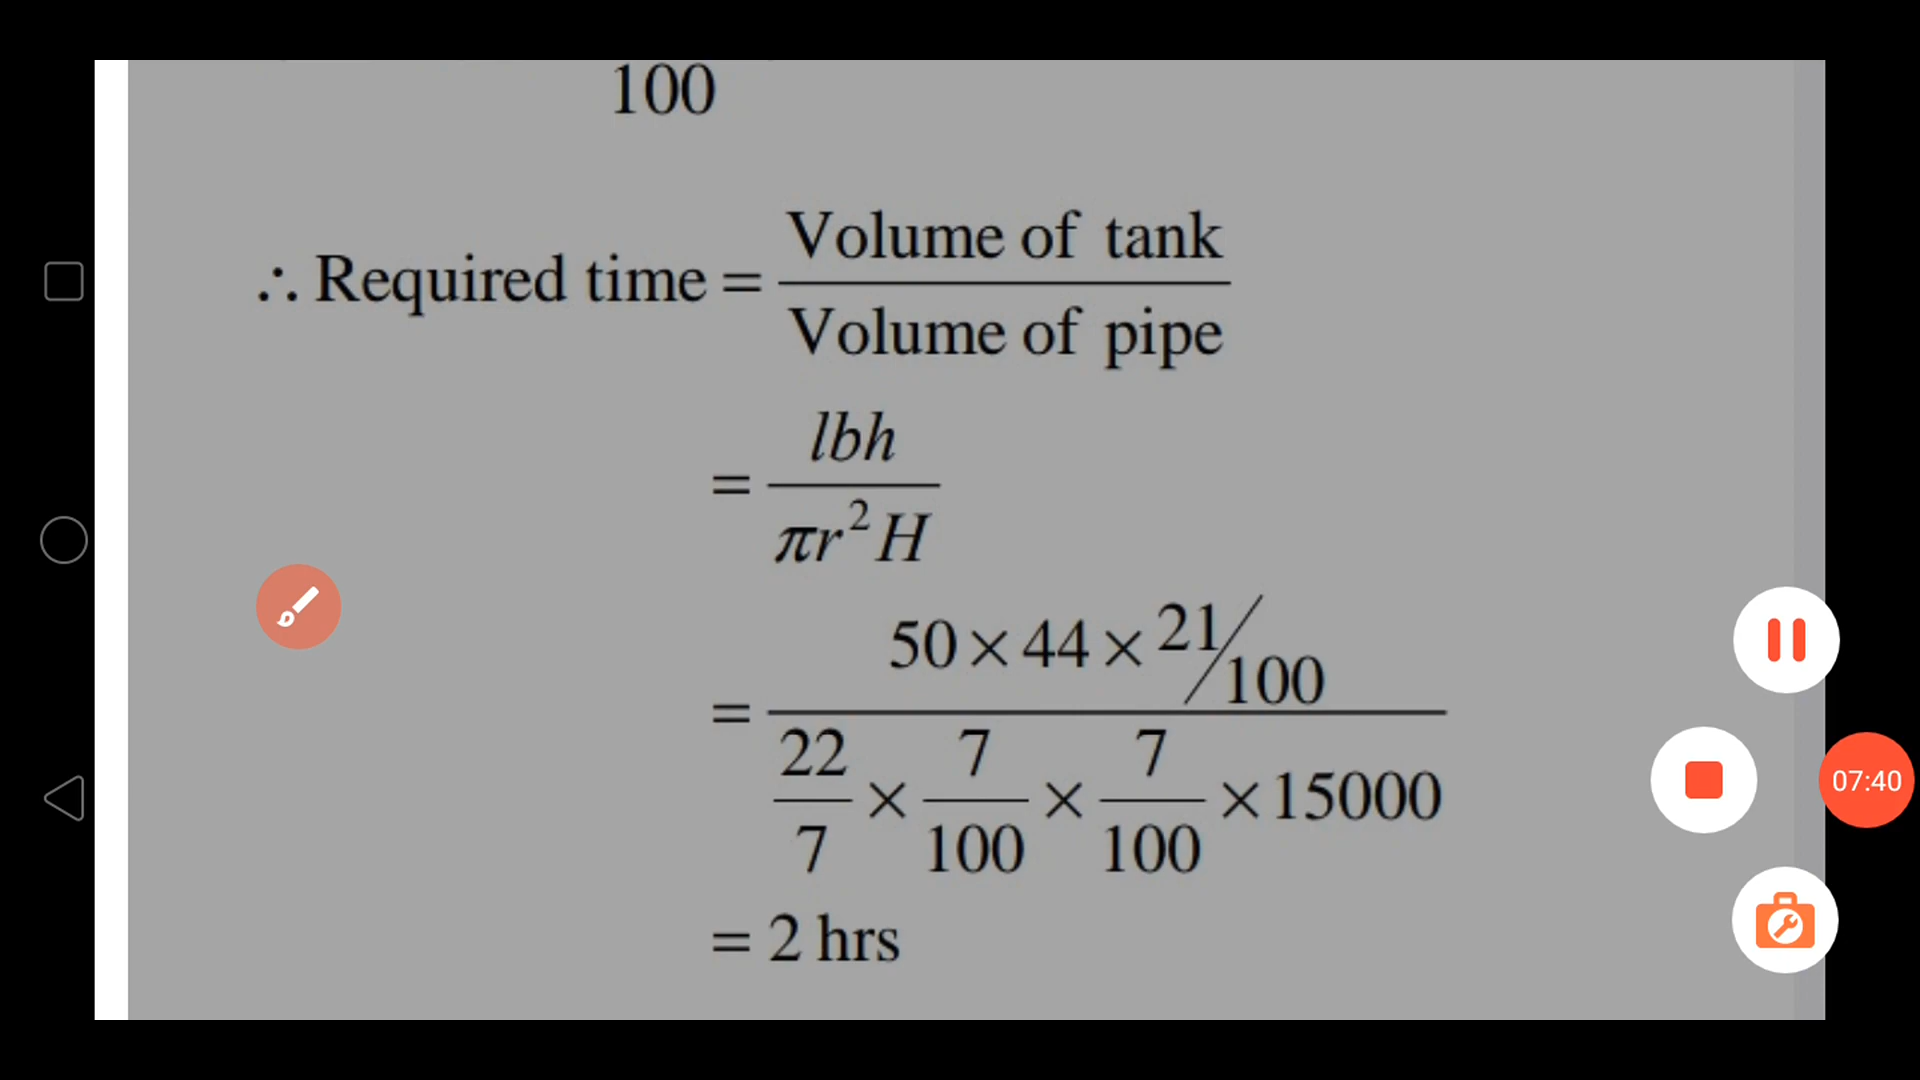 100
∴ Required time = Volume of tank / Volume of pipe
= lbh / πr²H
= 50 × 44 × 21/100 / 22/7 × 7/100 × 7/100 × 15000
= 2 hrs
07:40